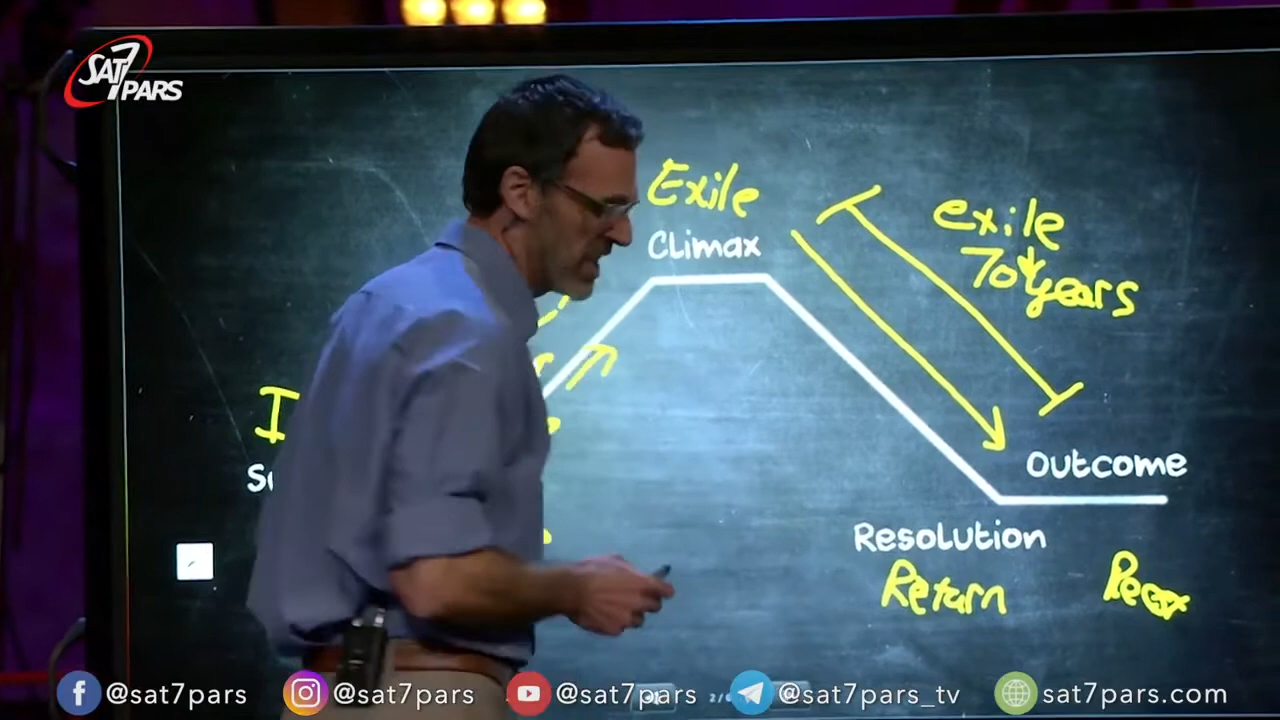 SAT7
PARS
Exile
Climax
exile
70 years
Outcome
Resolution
Return
@sat7pars
@sat7pars
@sat7pars
@sat7pars_tv
sat7pars.com